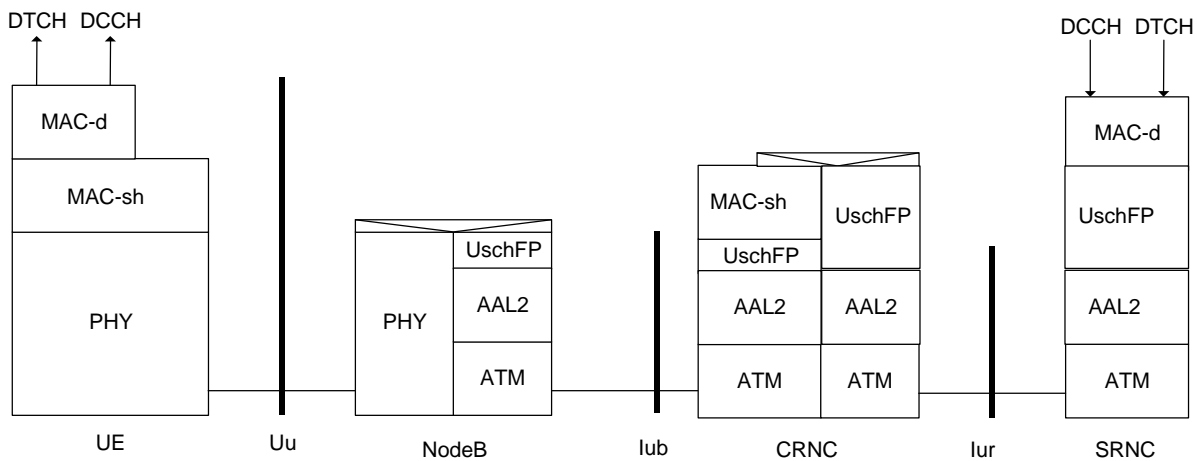 DTCH DCCH
DCCH DTCH
MAC-d
MAC-d
MAC-sh
MAC-sh
UschFP
UschFP
UschFP
UschFP
PHY
PHY
AAL2
AAL2
AAL2
AAL2
ATM
ATM
ATM
ATM
UE
Uu
NodeB
Iub
CRNC
Iur
SRNC